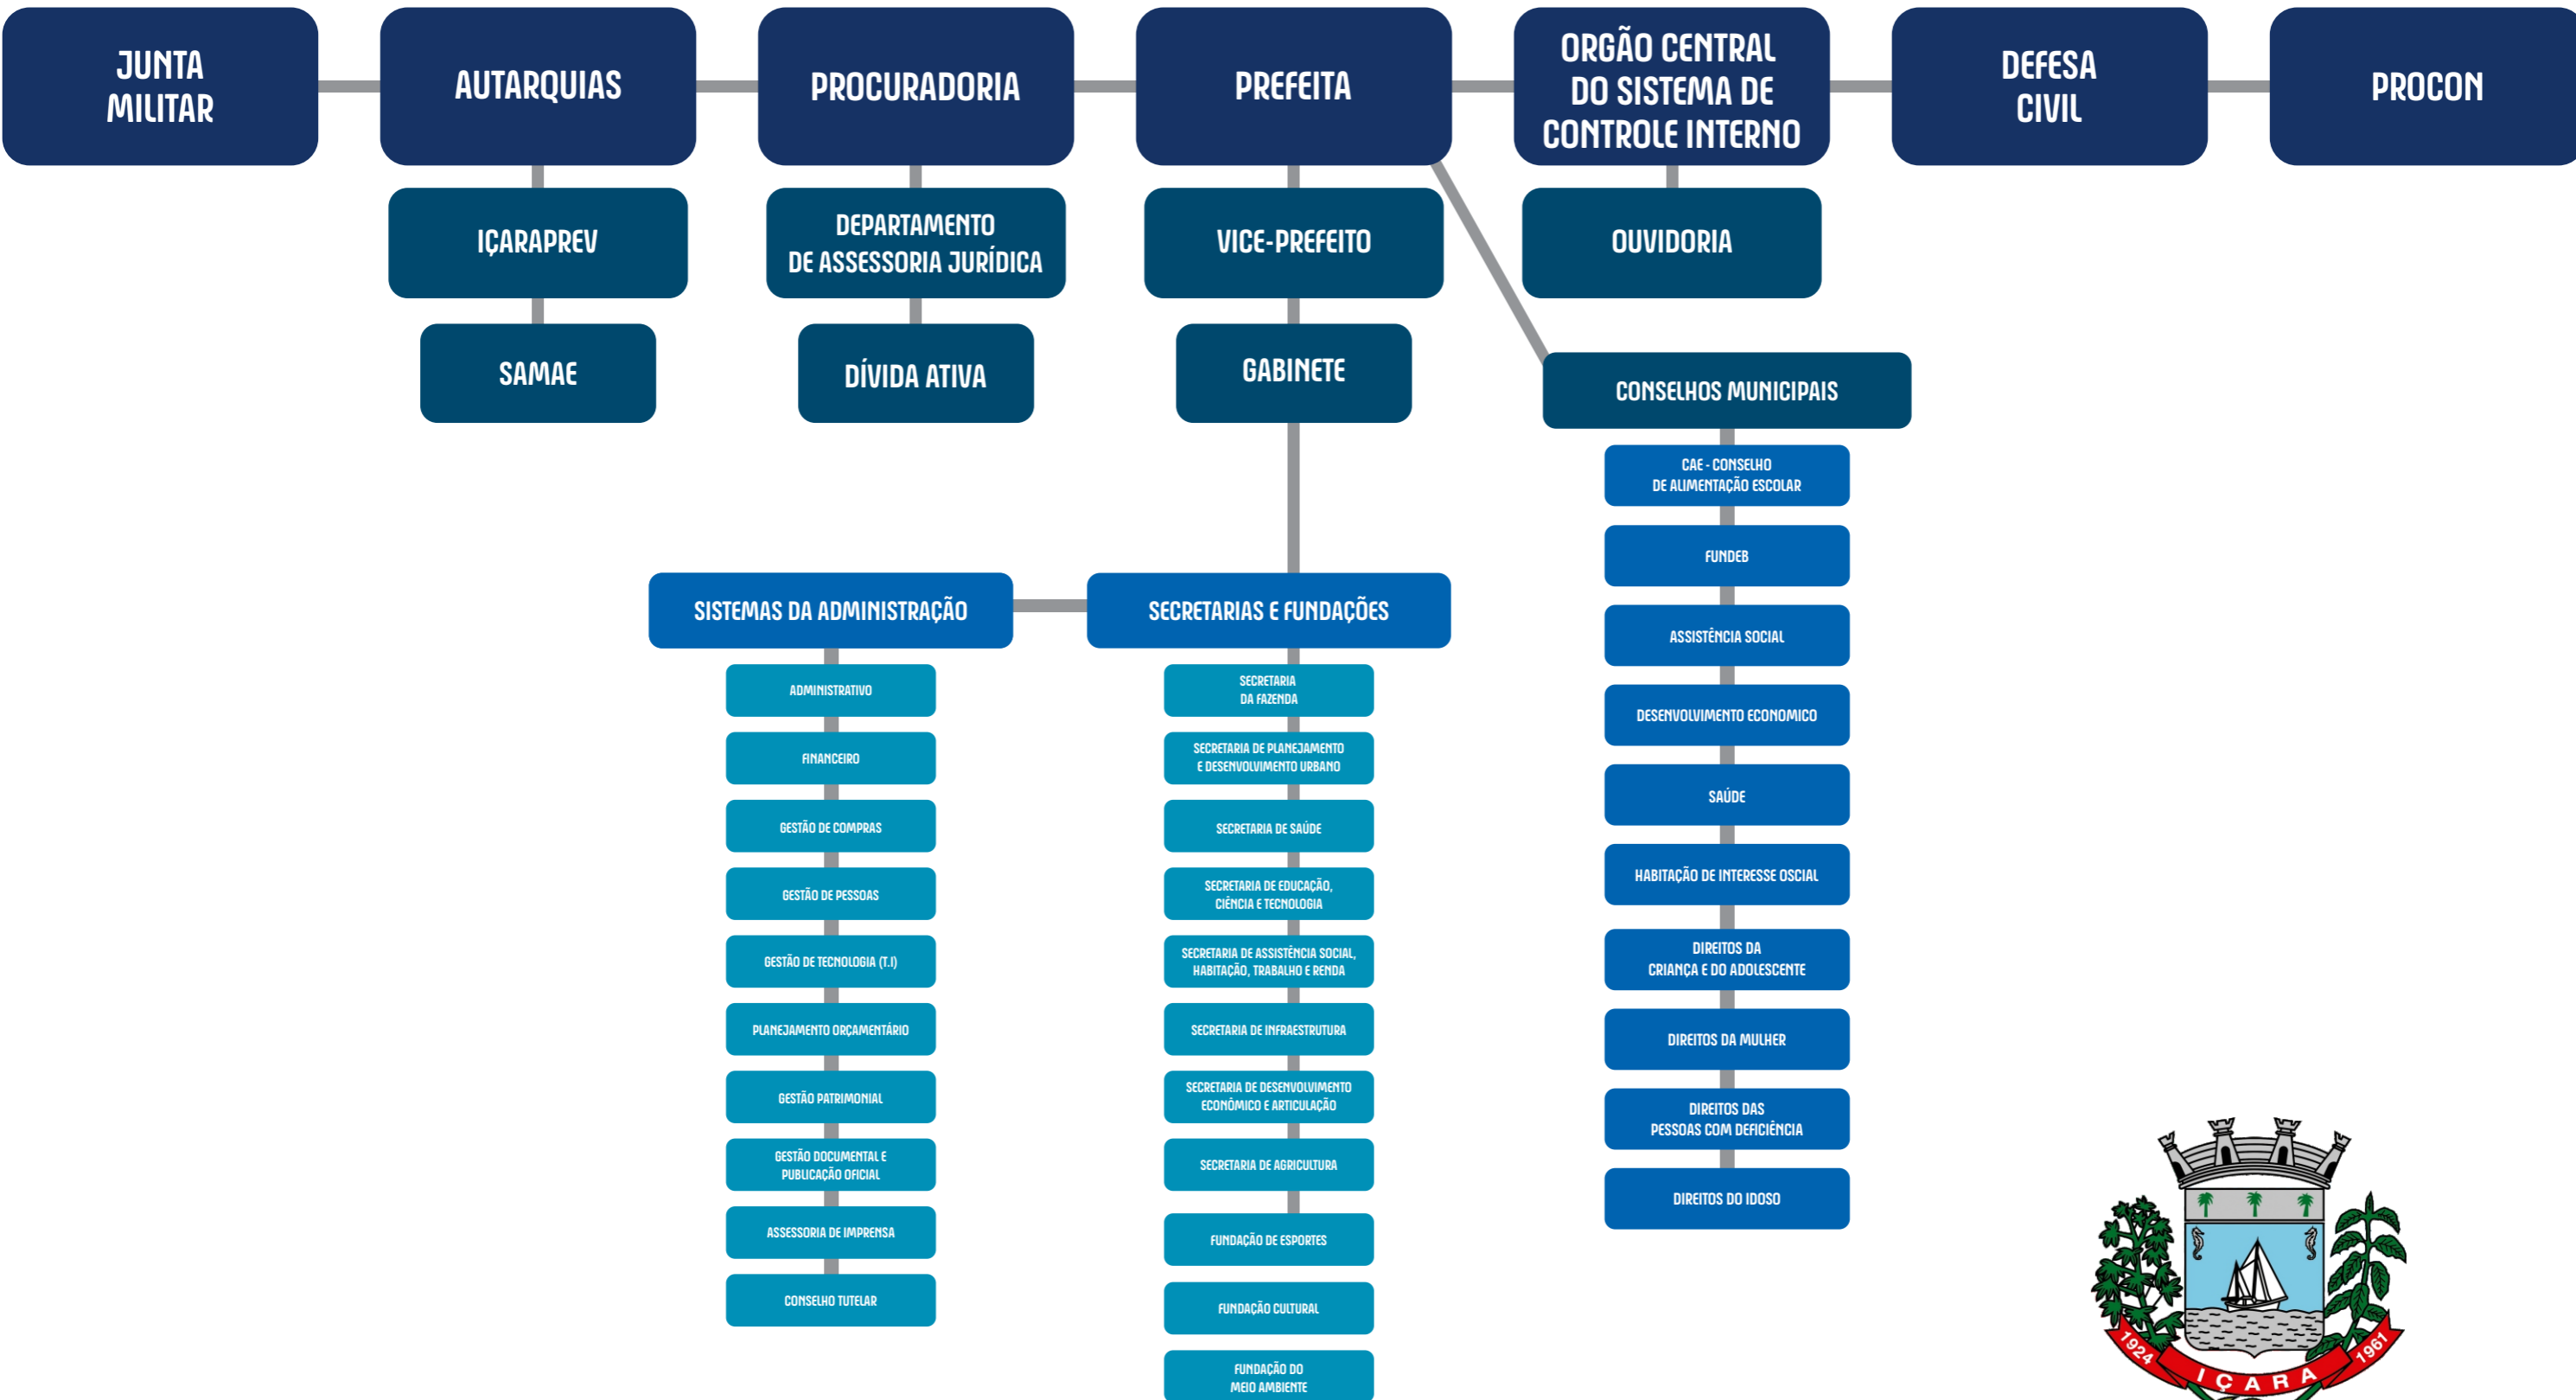 JUNTA
MILITAR
AUTARQUIAS
PROCURADORIA
PREFEITA
ORGÃO CENTRAL
DO SISTEMA DE
CONTROLE INTERNO
DEFESA
CIVIL
PROCON
IÇARAPREV
DEPARTAMENTO
DE ASSESSORIA JURÍDICA
VICE-PREFEITO
OUVIDORIA
SAMAE
DÍVIDA ATIVA
GABINETE
CONSELHOS MUNICIPAIS
CAE - CONSELHO
DE ALIMENTAÇÃO ESCOLAR
FUNDEB
ASSISTÊNCIA SOCIAL
DESENVOLVIMENTO ECONOMICO
SAÚDE
HABITAÇÃO DE INTERESSE OSCIAL
DIREITOS DA
CRIANÇA E DO ADOLESCENTE
DIREITOS DA MULHER
DIREITOS DAS
PESSOAS COM DEFICIÊNCIA
DIREITOS DO IDOSO
SISTEMAS DA ADMINISTRAÇÃO
ADMINISTRATIVO
FINANCEIRO
GESTÃO DE COMPRAS
GESTÃO DE PESSOAS
GESTÃO DE TECNOLOGIA (T.I)
PLANEJAMENTO ORÇAMENTÁRIO
GESTÃO PATRIMONIAL
GESTÃO DOCUMENTAL E
PUBLICAÇÃO OFICIAL
ASSESSORIA DE IMPRENSA
CONSELHO TUTELAR
SECRETARIAS E FUNDAÇÕES
SECRETARIA
DA FAZENDA
SECRETARIA DE PLANEJAMENTO
E DESENVOLVIMENTO URBANO
SECRETARIA DE SAÚDE
SECRETARIA DE EDUCAÇÃO,
CIÊNCIA E TECNOLOGIA
SECRETARIA DE ASSISTÊNCIA SOCIAL,
HABITAÇÃO, TRABALHO E RENDA
SECRETARIA DE INFRAESTRUTURA
SECRETARIA DE DESENVOLVIMENTO
ECONÔMICO E ARTICULAÇÃO
SECRETARIA DE AGRICULTURA
FUNDAÇÃO DE ESPORTES
FUNDAÇÃO CULTURAL
FUNDAÇÃO DO
MEIO AMBIENTE
1924 IÇARA 1961